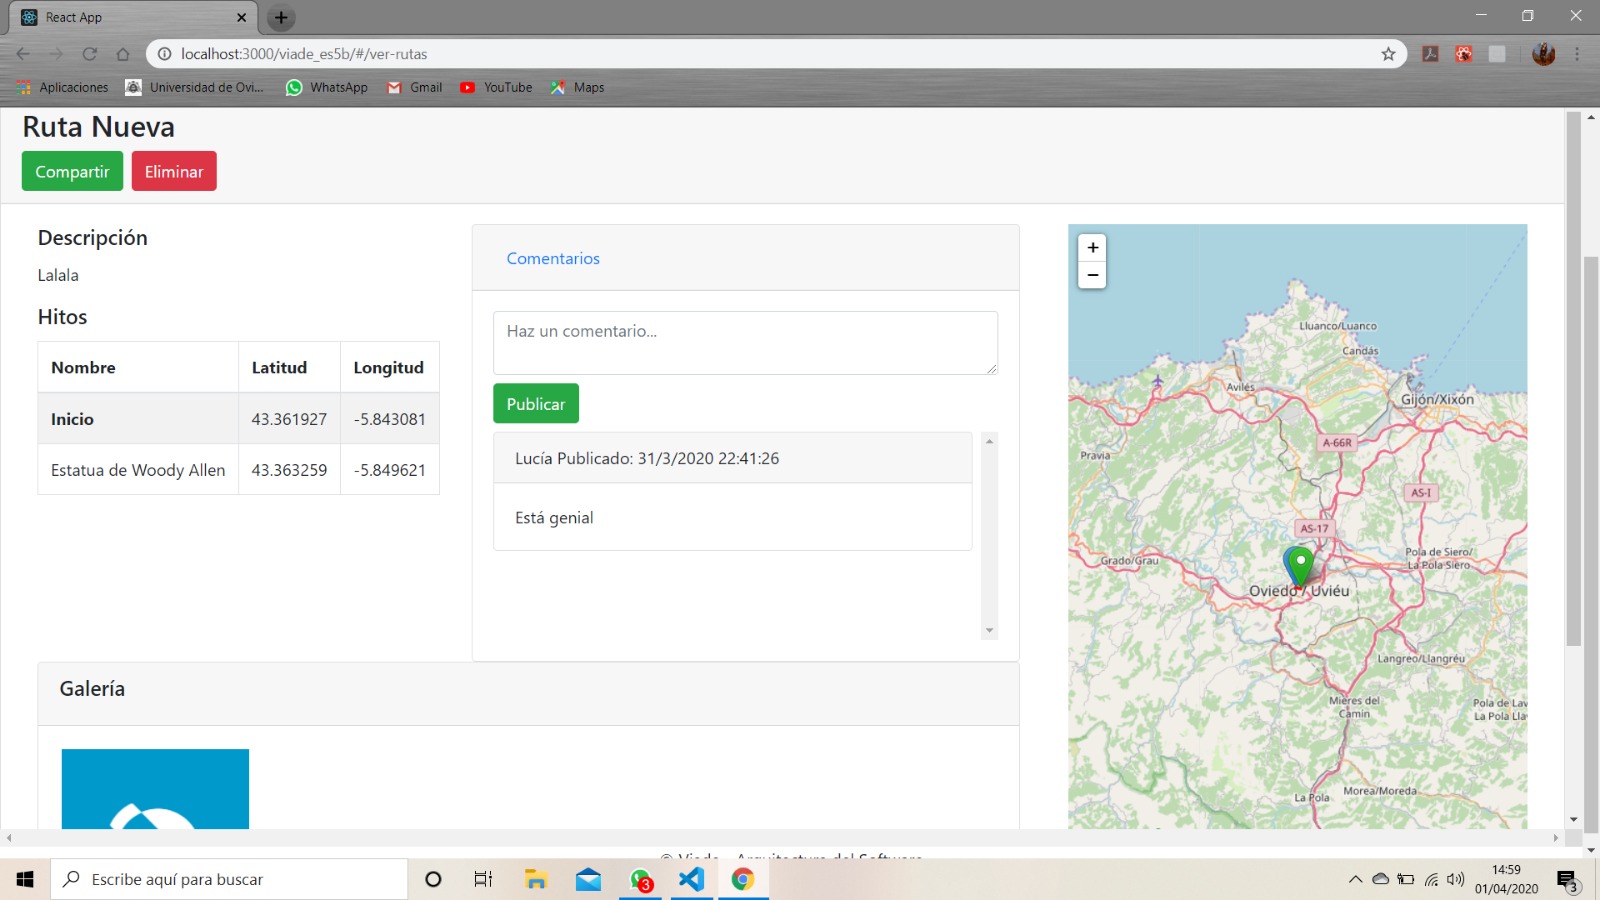 React App
localhost:3000/viade_es5b/#/ver-rutas
Aplicaciones
Universidad de Ovi...
WhatsApp
Gmail
YouTube
Maps
Ruta Nueva
Compartir
Eliminar
Descripción
Lalala
Hitos
Nombre Latitud Longitud
Inicio 43.361927 -5.843081
Estatua de Woody Allen 43.363259 -5.849621
Comentarios
Haz un comentario...
Publicar
Lucía Publicado: 31/3/2020 22:41:26
Está genial
Galería
+
−
Lluanco/Luanco
Candás
Avilés
Gijón/Xixón
A-66R
Pravia
AS-I
AS-17
Pola de Siero/
La Pola Siero
Grado/Grau
Oviedo / Uviéu
Langreo/Llangréu
Mieres del
Camín
Pola de Lav
La Pola Llav
Morea/Moreda
La Pola
Escribe aquí para buscar
3
14:59
01/04/2020
3